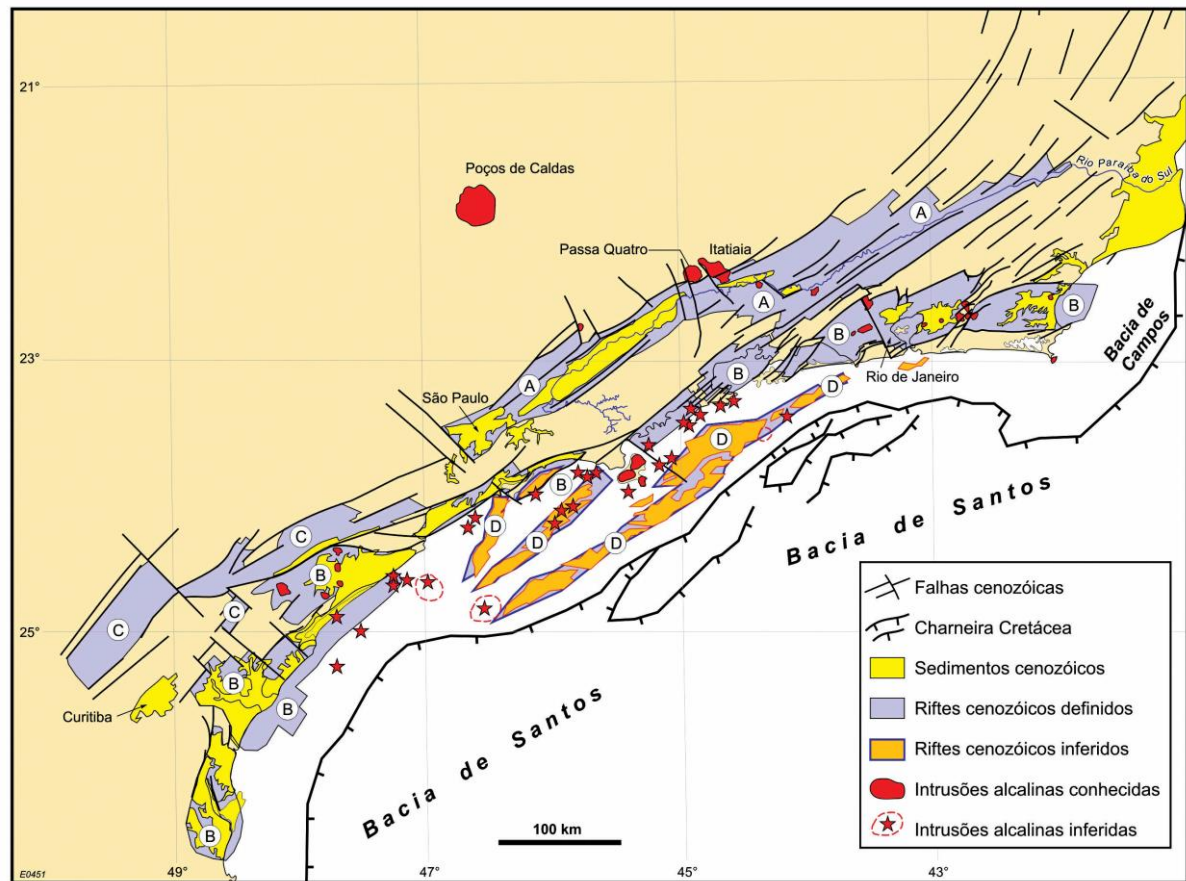 21°
Poços de Caldas
Rio Paraíba do Sul
A
Passa Quatro
Itatiaia
A
B
B
Bacia de
Campos
23°
A
B
Rio de Janeiro
D
São Paulo
D
B
D
D
D
C
B
C
C
25°
B
B
B
Curitiba
Bacia de Santos
Bacia de Santos
Falhas cenozóicas
Charneira Cretácea
Sedimentos cenozóicos
Riftes cenozóicos definidos
Riftes cenozóicos inferidos
Intrusões alcalinas conhecidas
Intrusões alcalinas inferidas
100 km
E0451
49°
47°
45°
43°